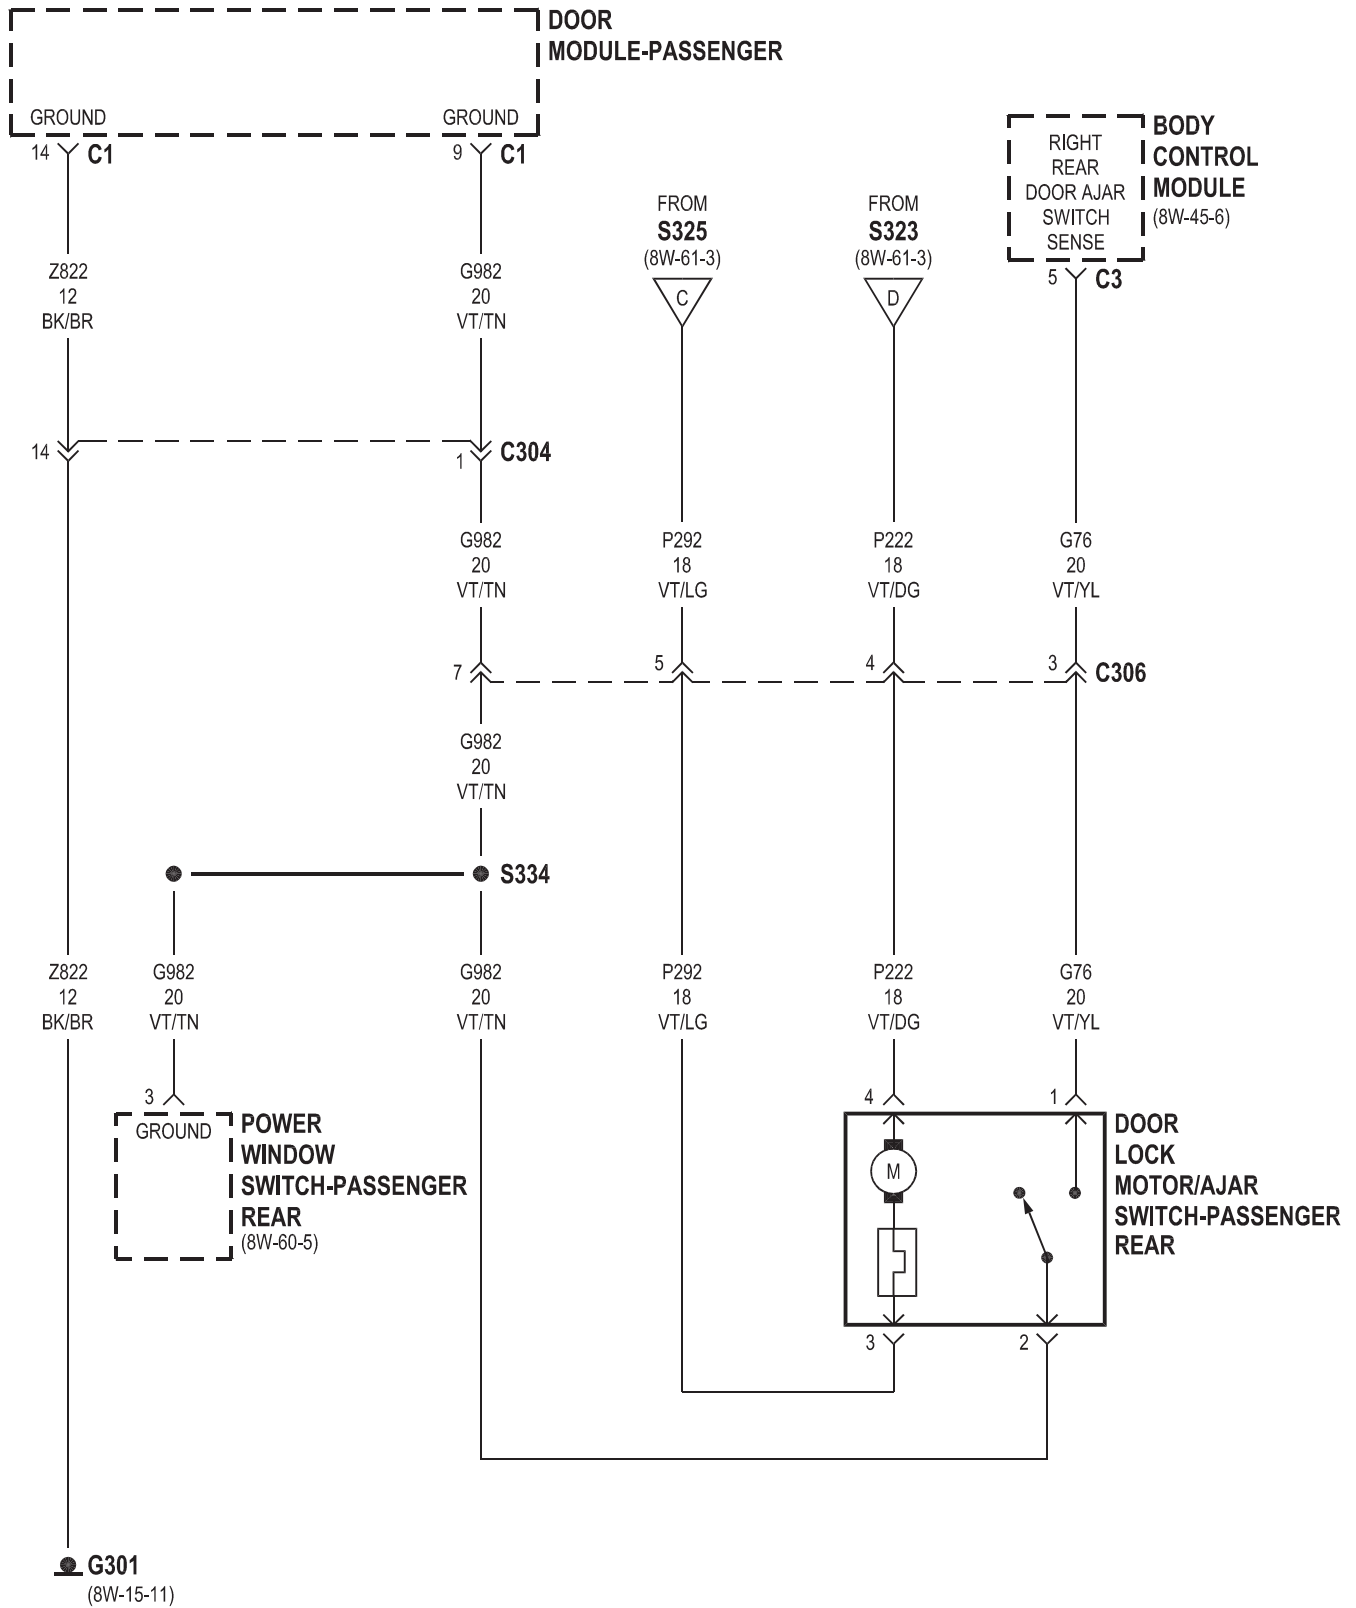 DOOR
MODULE-PASSENGER
GROUND
GROUND
14
C1
9
C1
BODY
CONTROL
MODULE
(8W-45-6)
RIGHT
REAR
DOOR AJAR
SWITCH
SENSE
5
C3
FROM
S325
(8W-61-3)
C
FROM
S323
(8W-61-3)
D
Z822
12
BK/BR
G982
20
VT/TN
14
1
C304
G982
20
VT/TN
P292
18
VT/LG
P222
18
VT/DG
G76
20
VT/YL
7
5
4
3
C306
G982
20
VT/TN
S334
Z822
12
BK/BR
G982
20
VT/TN
G982
20
VT/TN
P292
18
VT/LG
P222
18
VT/DG
G76
20
VT/YL
3
GROUND
POWER
WINDOW
SWITCH-PASSENGER
REAR
(8W-60-5)
4
1
M
DOOR
LOCK
MOTOR/AJAR
SWITCH-PASSENGER
REAR
3
2
G301
(8W-15-11)